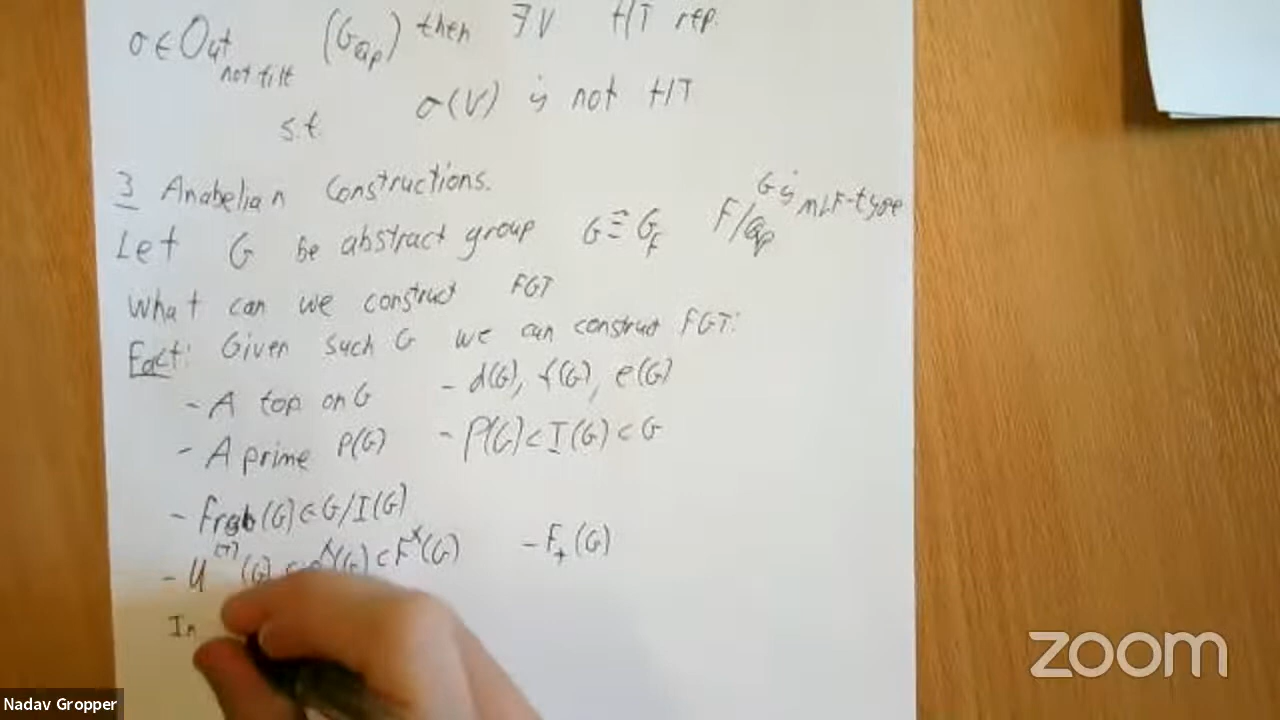 σ ∈ Out (G_Qp) then ∃V H/T rep.
not filt
s.t. σ(V) is not H/T
3 Anabelian Constructions.
G is MLF-type
Let G be abstract group G ≅ G_F F/Qp
What can we construct FGT
Fact: Given such G we can construct FGT:
- A top on G - d(G), f(G), e(G)
- A prime P(G) - P(G) < I(G) < G
- Frob(G) ∈ G/I(G)
- U (G) ⊂ F^×(G) - F_+(G)
In
Nadav Gropper
zoom